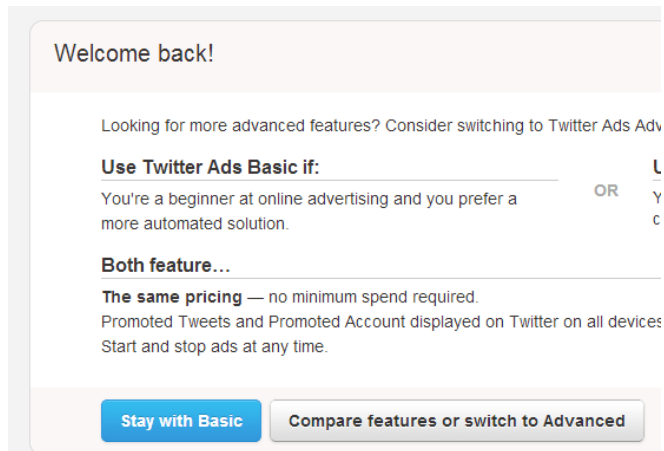 Welcome back!
Looking for more advanced features? Consider switching to Twitter Ads
Use Twitter Ads Basic if:
You're a beginner at online advertising and you prefer a
more automated solution.
OR
Both feature...
The same pricing — no minimum spend required.
Promoted Tweets and Promoted Account displayed on Twitter on all devices
Start and stop ads at any time.
Stay with Basic
Compare features or switch to Advanced